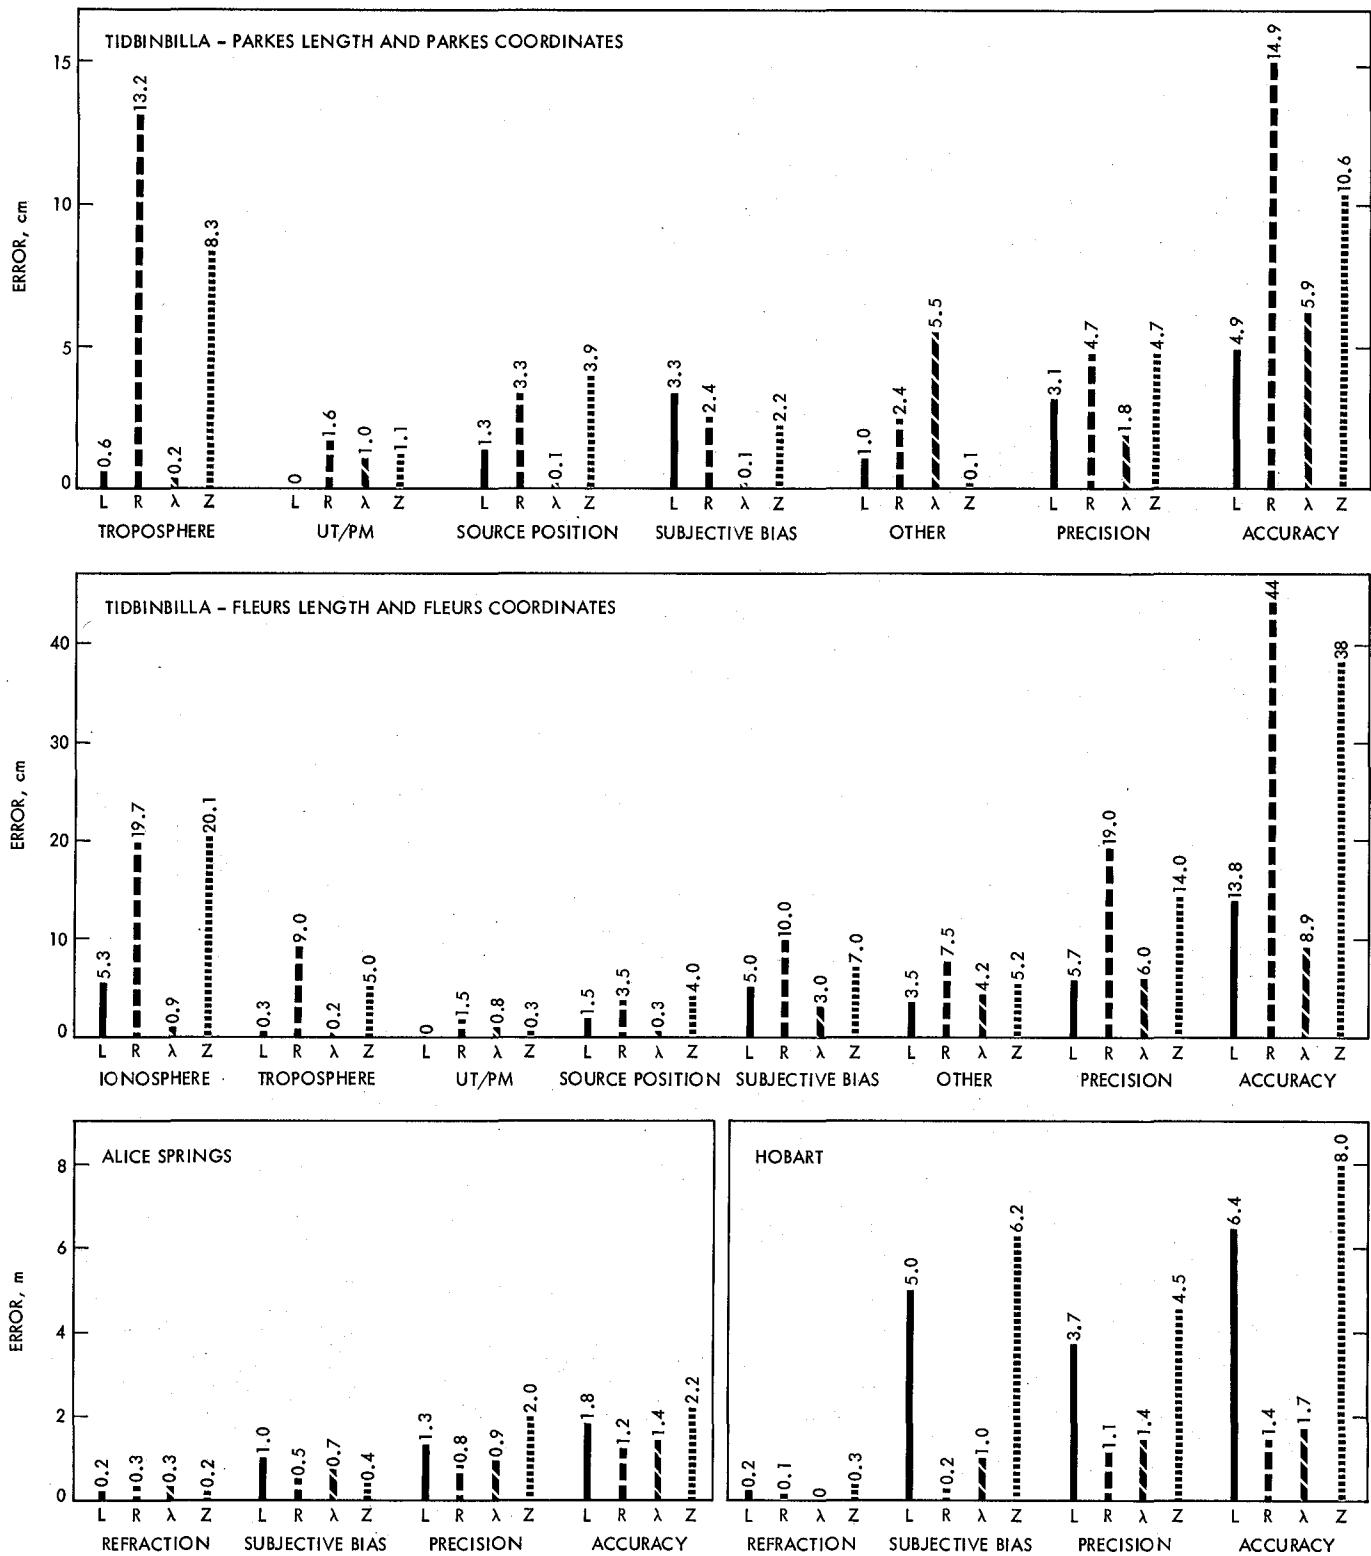 TIDBINBILLA – PARKES LENGTH AND PARKES COORDINATES
ERROR, cm
15
10
5
0
0.6 13.2 0.2 8.3
0 1.6 1.0 1.1
1.3 3.3 0.1 3.9
3.3 2.4 0.1 2.2
1.0 2.4 5.5 0.1
3.1 4.7 1.8 4.7
4.9 14.9 5.9 10.6
L R λ Z L R λ Z L R λ Z L R λ Z L R λ Z L R λ Z L R λ Z
TROPOSPHERE UT/PM SOURCE POSITION SUBJECTIVE BIAS OTHER PRECISION ACCURACY
TIDBINBILLA – FLEURS LENGTH AND FLEURS COORDINATES
ERROR, cm
40
30
20
10
0
5.3 19.7 0.9 20.1
0.3 9.0 0.2 5.0
0 1.5 0.8 0.3
1.5 3.5 0.3 4.0
5.0 10.0 3.0 7.0
3.5 7.5 4.2 5.2
5.7 19.0 6.0 14.0
13.8 44 8.9 38
L R λ Z L R λ Z L R λ Z L R λ Z L R λ Z L R λ Z L R λ Z L R λ Z
IONOSPHERE TROPOSPHERE UT/PM SOURCE POSITION SUBJECTIVE BIAS OTHER PRECISION ACCURACY
ALICE SPRINGS
ERROR, m
8
6
4
2
0
0.2 0.3 0.3 0.2
1.0 0.5 0.7 0.4
1.3 0.8 0.9 2.0
1.8 1.2 1.4 2.2
L R λ Z L R λ Z L R λ Z L R λ Z
REFRACTION SUBJECTIVE BIAS PRECISION ACCURACY
HOBART
0.2 0.1 0 0.3
5.0 0.2 1.0 6.2
3.7 1.1 1.4 4.5
6.4 1.4 1.7 8.0
L R λ Z L R λ Z L R λ Z L R λ Z
REFRACTION SUBJECTIVE BIAS PRECISION ACCURACY